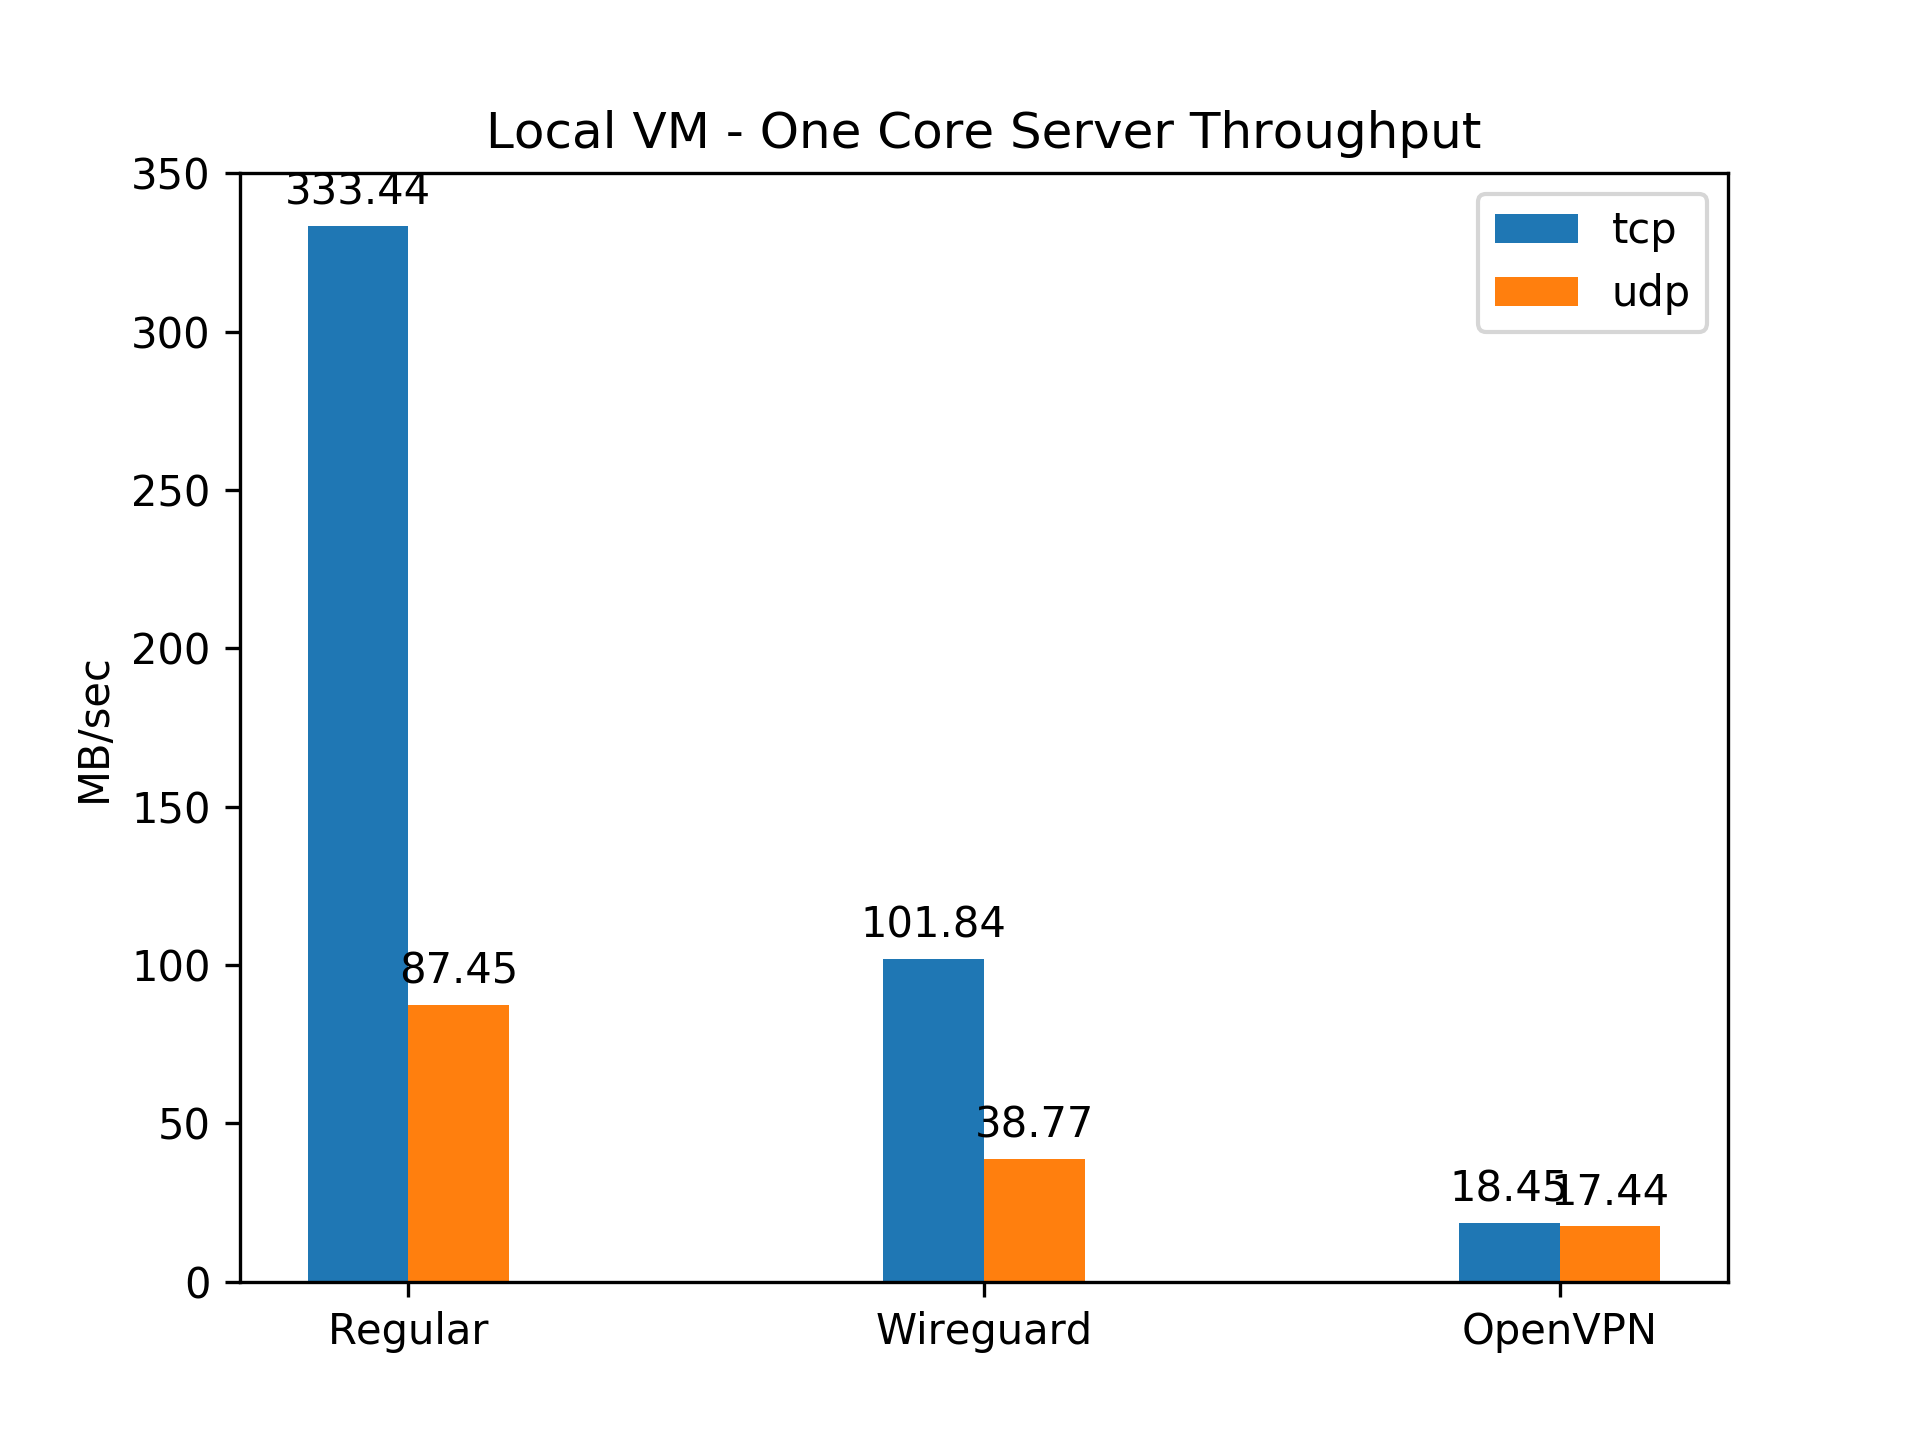 Local VM - One Core Server Throughput
350
300
250
200
150
100
50
0
MB/sec
333.44
87.45
101.84
38.77
18.45
17.44
tcp
udp
Regular
Wireguard
OpenVPN